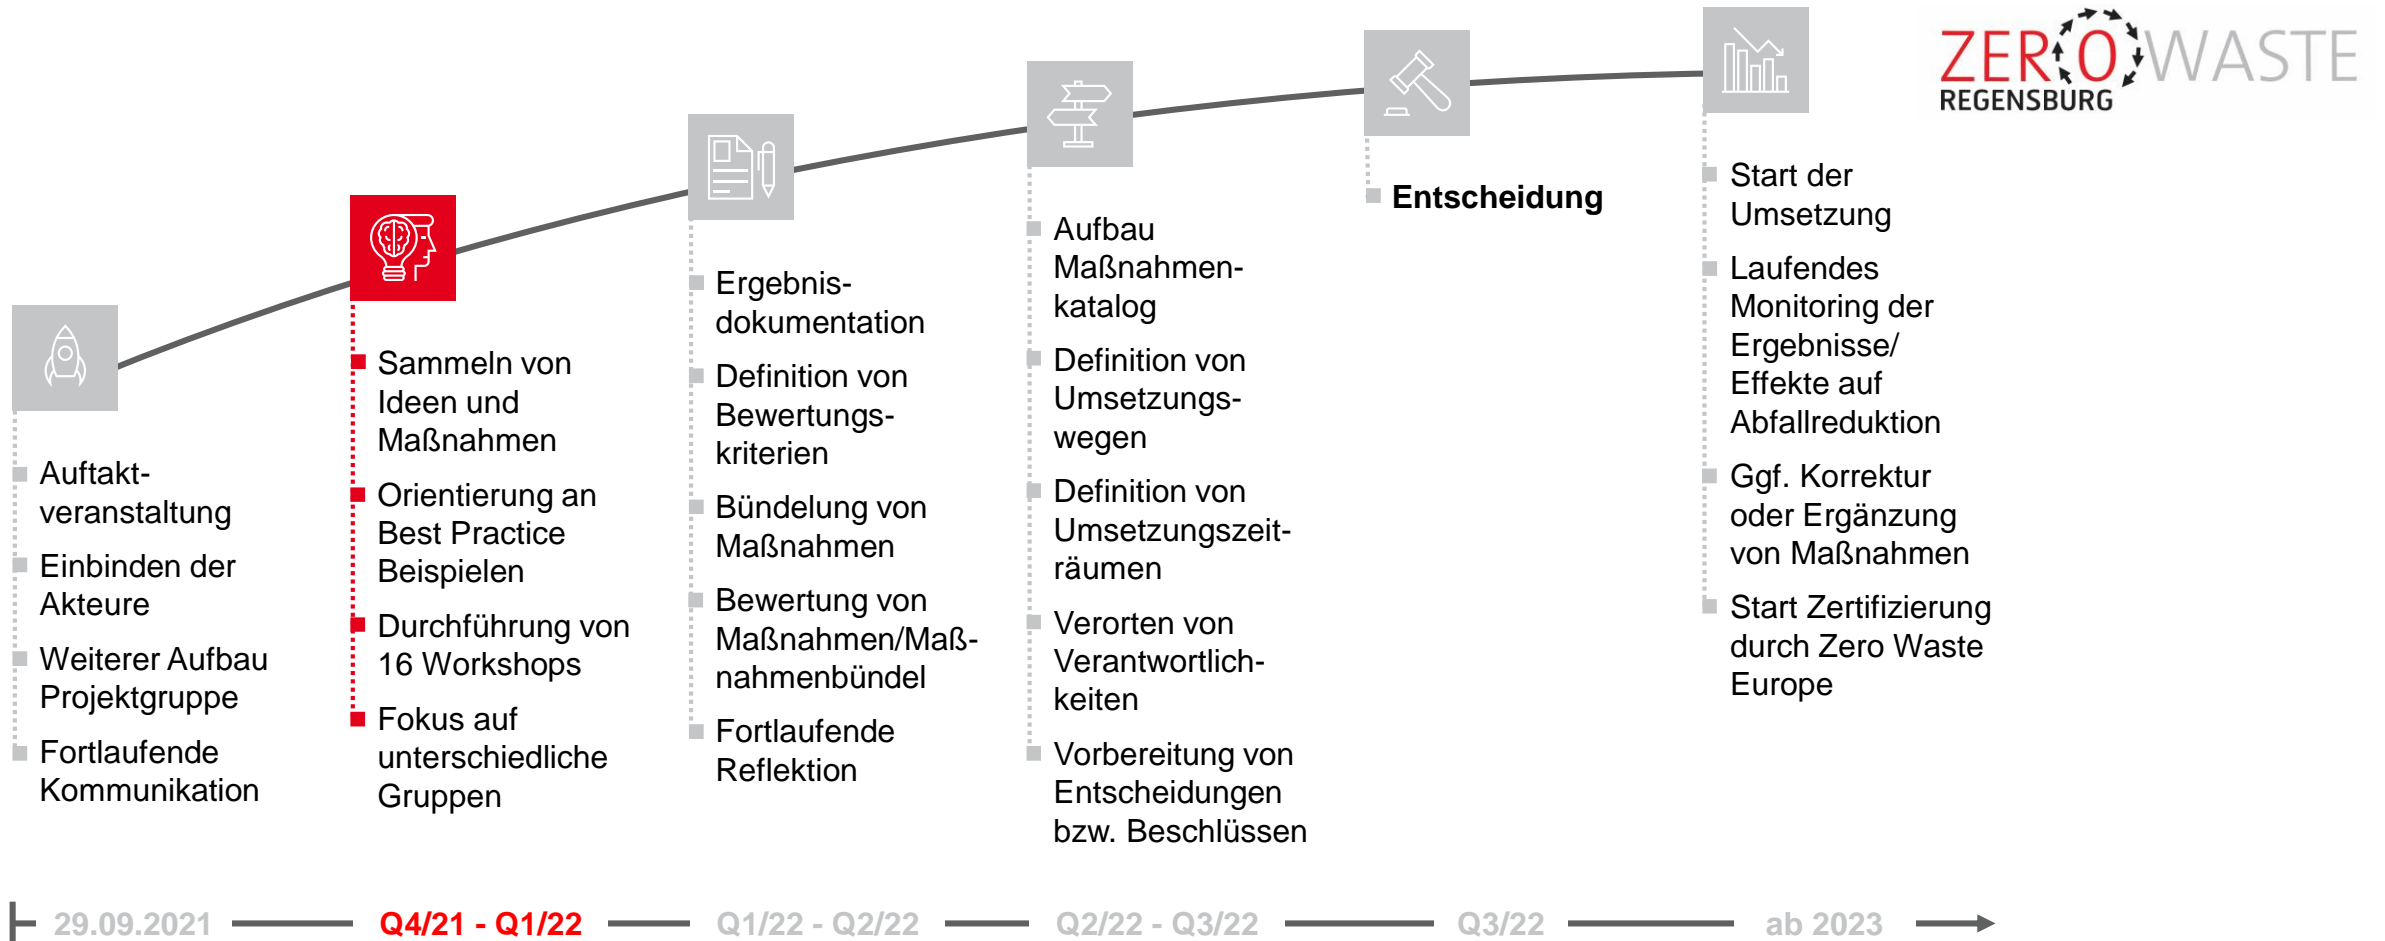 ZERO WASTE
REGENSBURG
Auftakt-
veranstaltung
Einbinden der
Akteure
Weiterer Aufbau
Projektgruppe
Fortlaufende
Kommunikation
Sammeln von
Ideen und
Maßnahmen
Orientierung an
Best Practice
Beispielen
Durchführung von
16 Workshops
Fokus auf
unterschiedliche
Gruppen
Ergebnis-
dokumentation
Definition von
Bewertungs-
kriterien
Bündelung von
Maßnahmen
Bewertung von
Maßnahmen/Maß-
nahmenbündel
Fortlaufende
Reflektion
Aufbau
Maßnahmen-
katalog
Definition von
Umsetzungs-
wegen
Definition von
Umsetzungszeit-
räumen
Verorten von
Verantwortlich-
keiten
Vorbereitung von
Entscheidungen
bzw. Beschlüssen
Entscheidung
Start der
Umsetzung
Laufendes
Monitoring der
Ergebnisse/
Effekte auf
Abfallreduktion
Ggf. Korrektur
oder Ergänzung
von Maßnahmen
Start Zertifizierung
durch Zero Waste
Europe
29.09.2021
Q4/21 - Q1/22
Q1/22 - Q2/22
Q2/22 - Q3/22
Q3/22
ab 2023